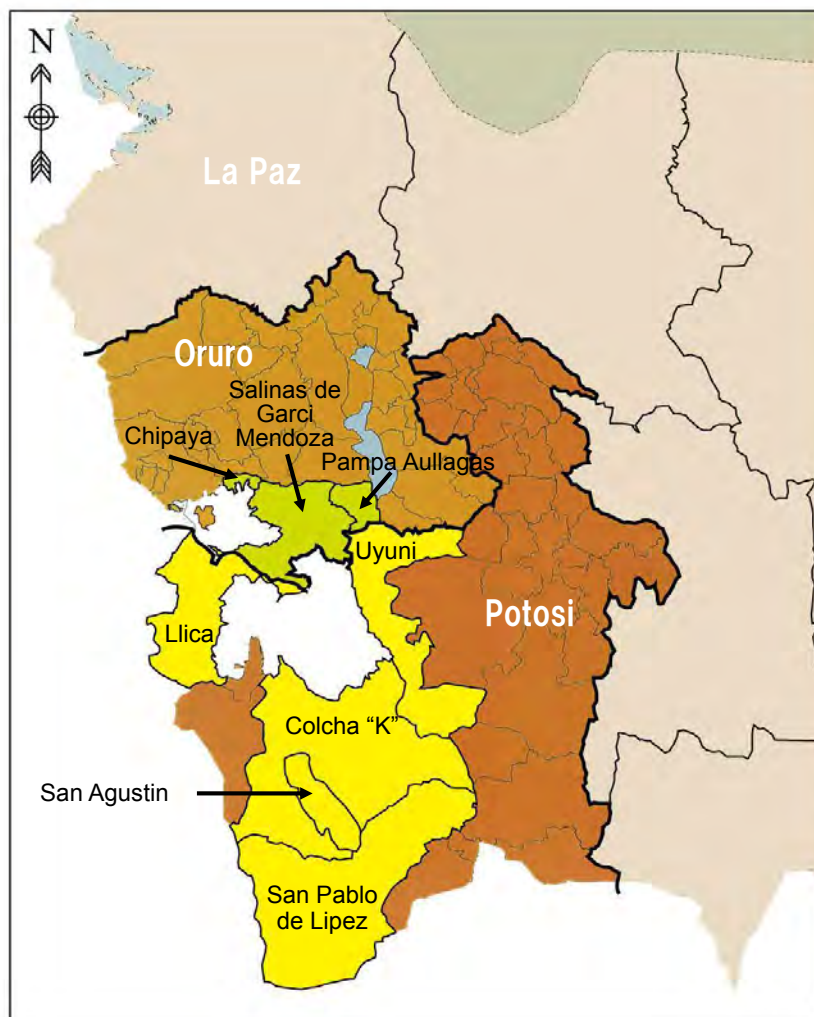 N
La Paz
Oruro
Salinas de
Garci
Mendoza
Chipaya
Pampa Aullagas
Uyuni
Llica
Potosi
Colcha “K”
San Agustin
San Pablo
de Lipez